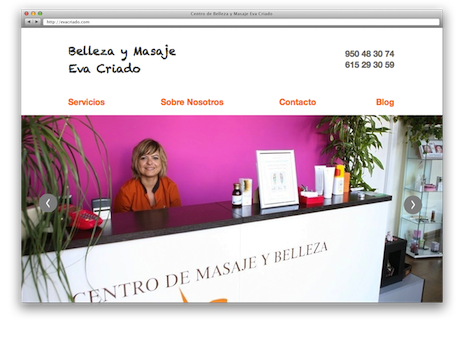 Centro de Belleza y Masaje Eva Criado
http://evacriado.com
Belleza y Masaje
Eva Criado
950 48 30 74
615 29 30 59
Servicios Sobre Nosotros Contacto Blog
CENTRO DE MASAJE Y BELLEZA